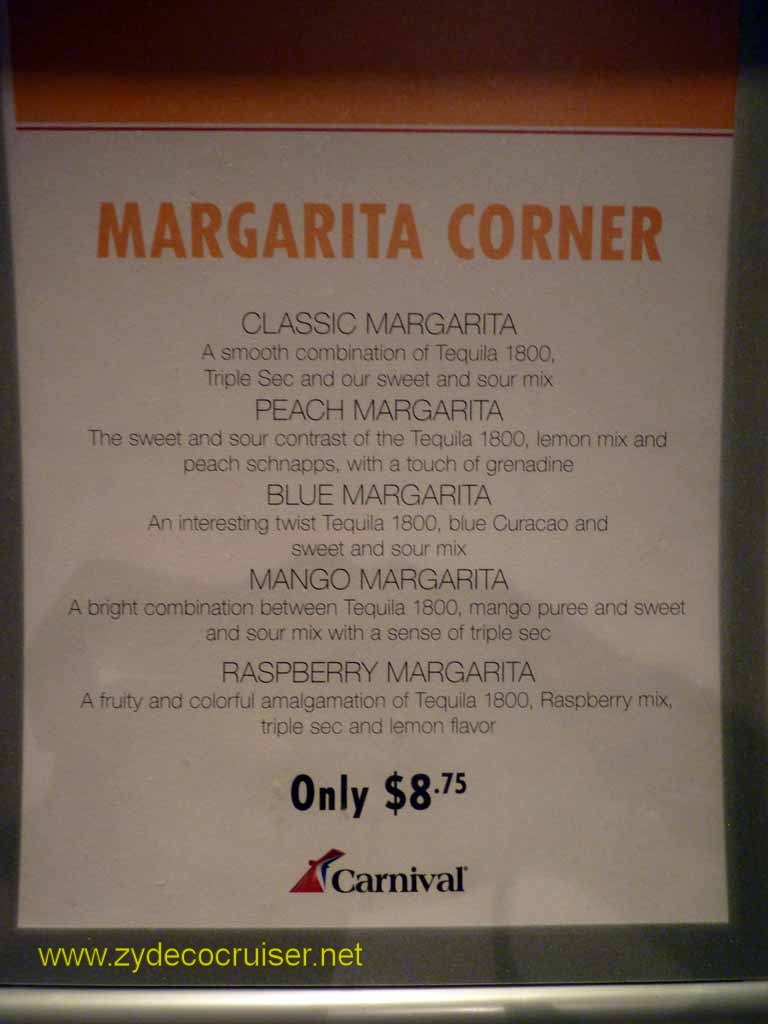 MARGARITA CORNER
CLASSIC MARGARITA
A smooth combination of Tequila 1800,
Triple Sec and our sweet and sour mix
PEACH MARGARITA
The sweet and sour contrast of the Tequila 1800, lemon mix and
peach schnapps, with a touch of grenadine
BLUE MARGARITA
An interesting twist Tequila 1800, blue Curacao and
sweet and sour mix
MANGO MARGARITA
A bright combination between Tequila 1800, mango puree and sweet
and sour mix with a sense of triple sec
RASPBERRY MARGARITA
A fruity and colorful amalgamation of Tequila 1800, Raspberry mix,
triple sec and lemon flavor
Only $8.75
Carnival
www.zydecocruiser.net